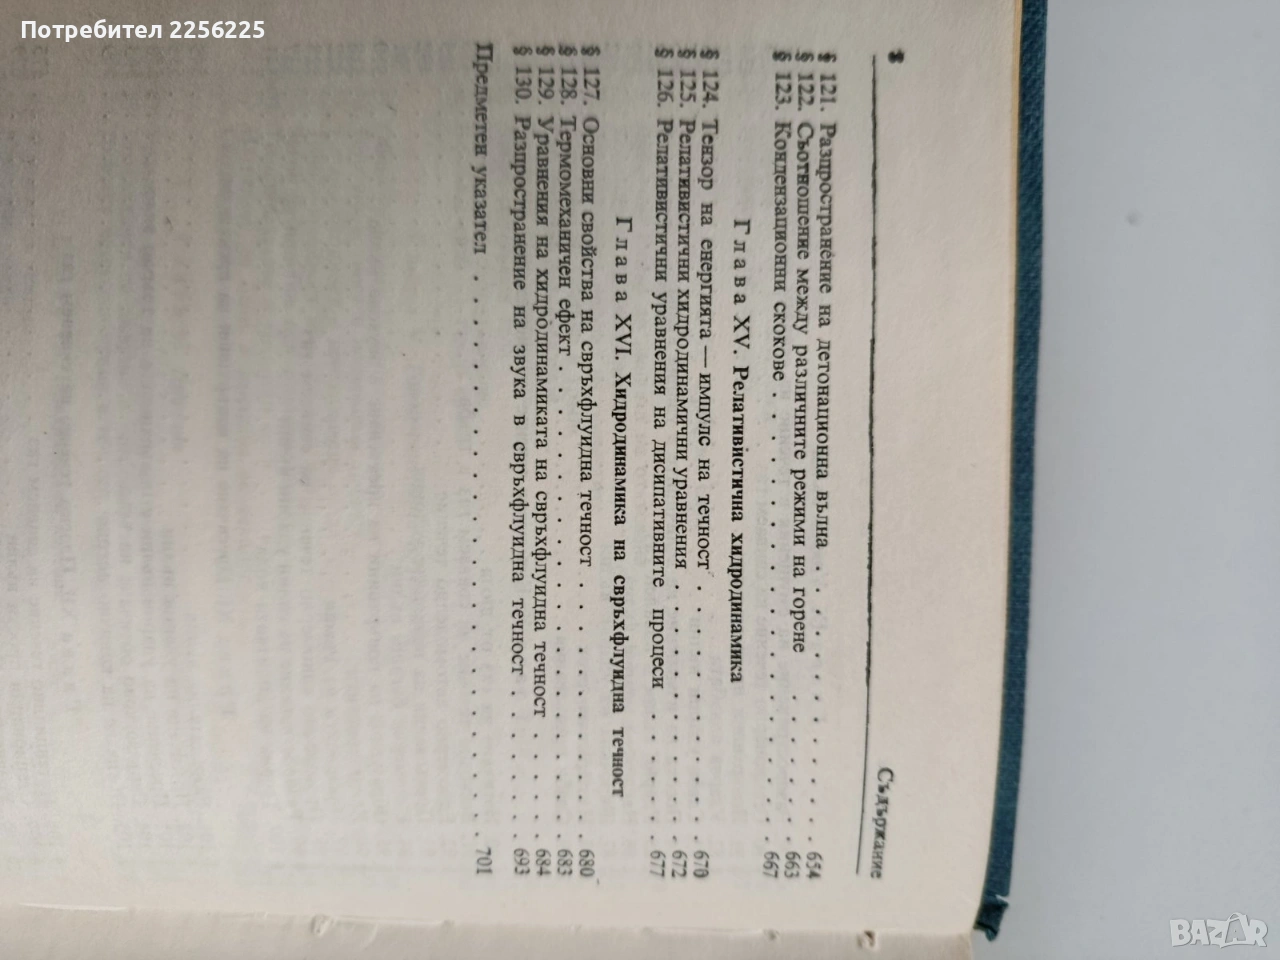 Потребител 2256225
8
Съдържание
§ 121. Разпространение на детонационна вълна . . . . . . . . . . 654
§ 122. Съотношение между различните режими на горене . . . . . . 663
§ 123. Кондензационни скокове . . . . . . . . . . . . . . . . . 667
Глава XV. Релативистична хидродинамика
§ 124. Тензор на енергията — импулс на течност . . . . . . . . . 670
§ 125. Релативистични хидродинамични уравнения . . . . . . . . . 672
§ 126. Релативистични уравнения на дисипативните процеси . . . . . . 677
Глава XVI. Хидродинамика на свръхфлуидна течност
§ 127. Основни свойства на свръхфлуидна течност . . . . . . . . . 680
§ 128. Термомеханичен ефект . . . . . . . . . . . . . . . . . . 683
§ 129. Уравнения на хидродинамиката на свръхфлуидна течност . . . . . 684
§ 130. Разпространение на звука в свръхфлуидна течност . . . . . . 693
Предметен указател . . . . . . . . . . . . . . . . . . . . 701
BAZAR